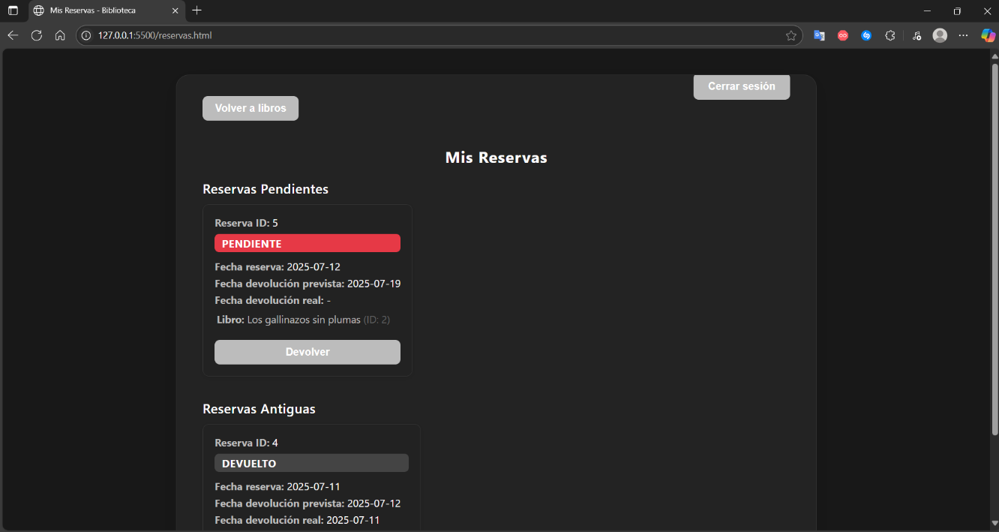 Mis Reservas - Biblioteca
127.0.0.1:5500/reservas.html
Cerrar sesión
Volver a libros
Mis Reservas
Reservas Pendientes
Reserva ID: 5
PENDIENTE
Fecha reserva: 2025-07-12
Fecha devolución prevista: 2025-07-19
Fecha devolución real: -
Libro: Los gallinazos sin plumas (ID: 2)
Devolver
Reservas Antiguas
Reserva ID: 4
DEVUELTO
Fecha reserva: 2025-07-11
Fecha devolución prevista: 2025-07-12
Fecha devolución real: 2025-07-11